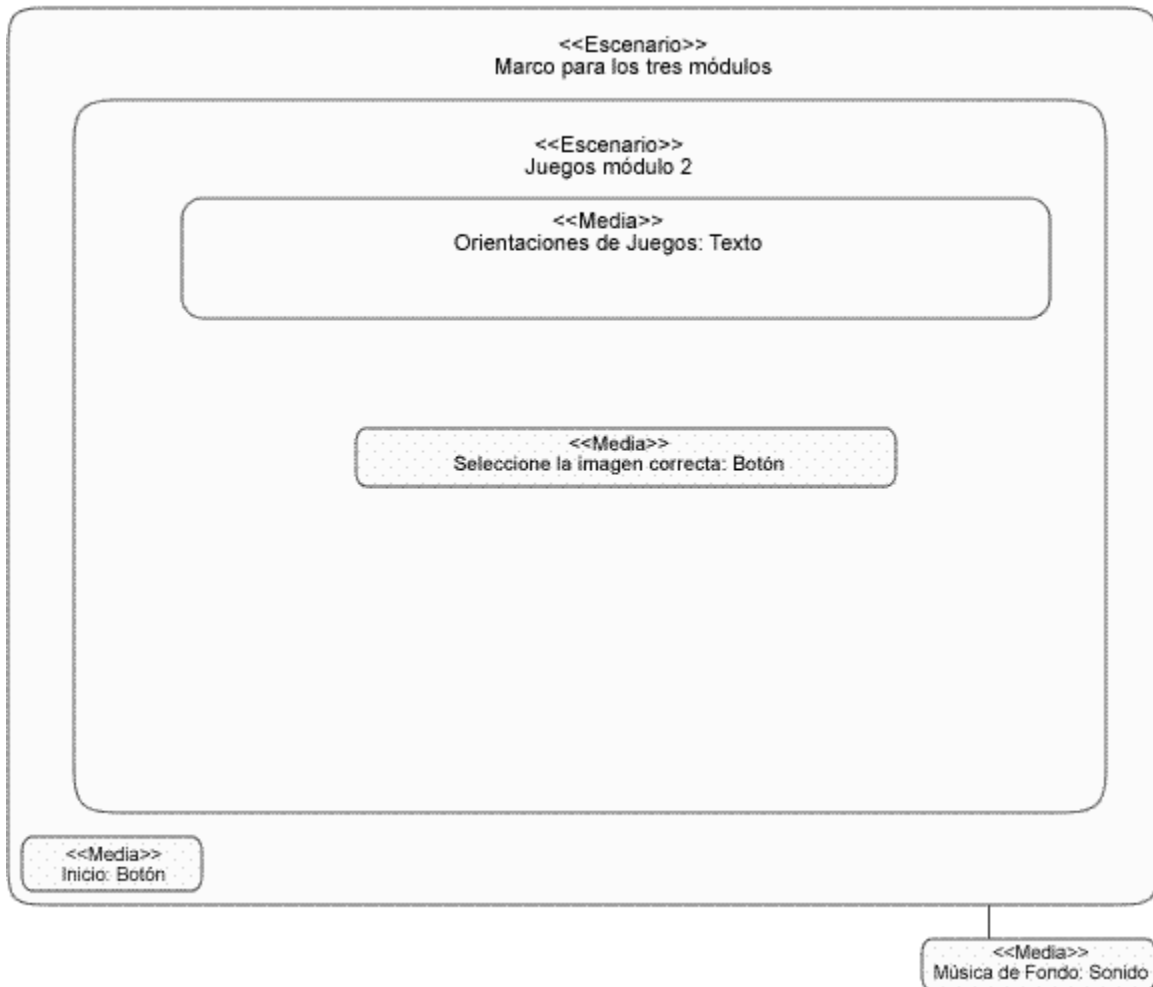 <<Escenario>>
Marco para los tres módulos
<<Escenario>>
Juegos módulo 2
<<Media>>
Orientaciones de Juegos: Texto
<<Media>>
Seleccione la imagen correcta: Botón
<<Media>>
Inicio: Botón
<<Media>>
Música de Fondo: Sonido